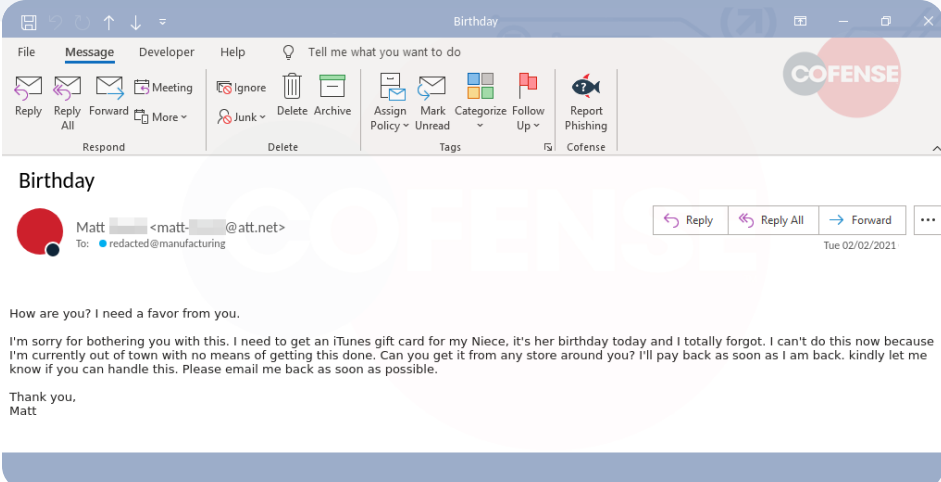 Birthday
File Message Developer Help Tell me what you want to do
COFENSE
Reply Reply All Forward Meeting More
Ignore Junk Delete Archive
Assign Policy Mark Unread Categorize Follow Up
Report Phishing
Respond Delete Tags Cofense
Birthday
Matt <matt- @att.net>
To: redacted@manufacturing
Reply Reply All Forward ...
Tue 02/02/2021
COFENSE
How are you? I need a favor from you.
I'm sorry for bothering you with this. I need to get an iTunes gift card for my Niece, it's her birthday today and I totally forgot. I can't do this now because
I'm currently out of town with no means of getting this done. Can you get it from any store around you? I'll pay back as soon as I am back. kindly let me
know if you can handle this. Please email me back as soon as possible.
Thank you,
Matt